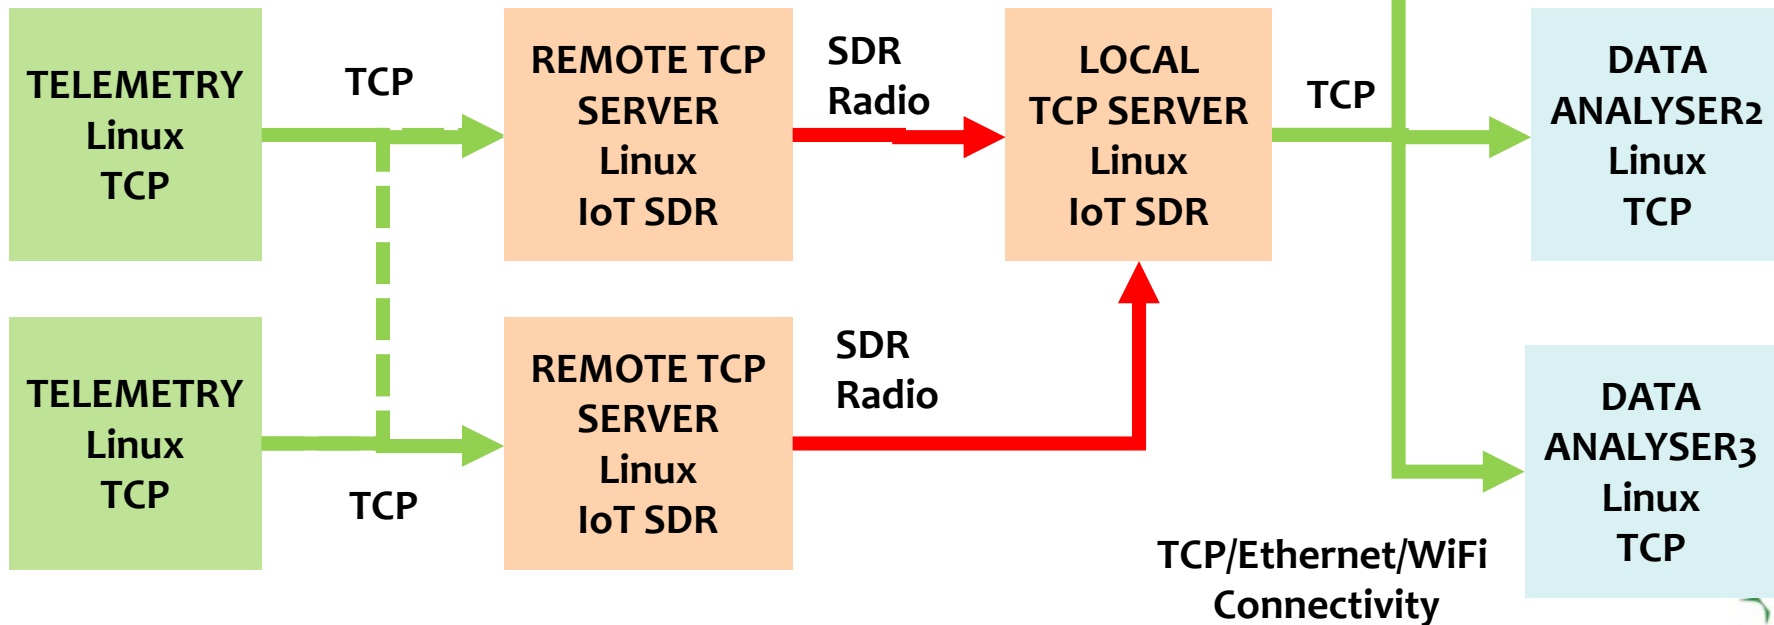 TELEMETRY
Linux
TCP
TCP
REMOTE TCP
SERVER
Linux
IoT SDR
SDR
Radio
LOCAL
TCP SERVER
Linux
IoT SDR
TCP
DATA
ANALYSER2
Linux
TCP
TELEMETRY
Linux
TCP
TCP
REMOTE TCP
SERVER
Linux
IoT SDR
SDR
Radio
DATA
ANALYSER3
Linux
TCP
TCP/Ethernet/WiFi
Connectivity